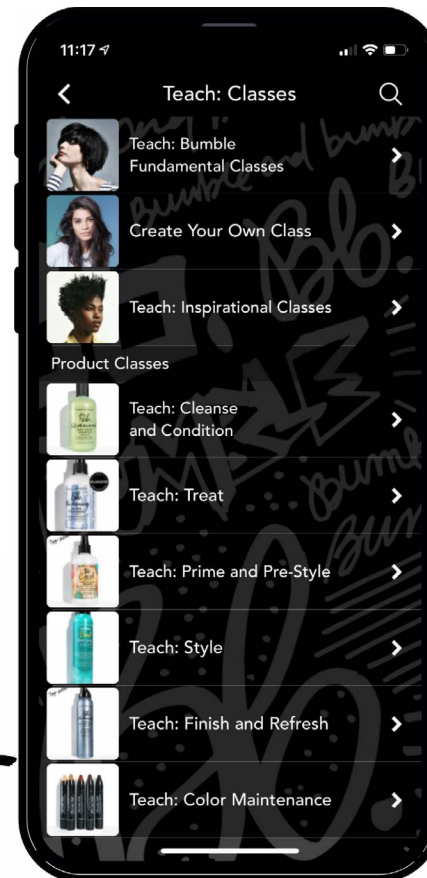 11:17
Teach: Classes
Teach: Bumble
Fundamental Classes
Create Your Own Class
Teach: Inspirational Classes
Product Classes
Teach: Cleanse
and Condition
Teach: Treat
Teach: Prime and Pre-Style
Teach: Style
Teach: Finish and Refresh
Teach: Color Maintenance